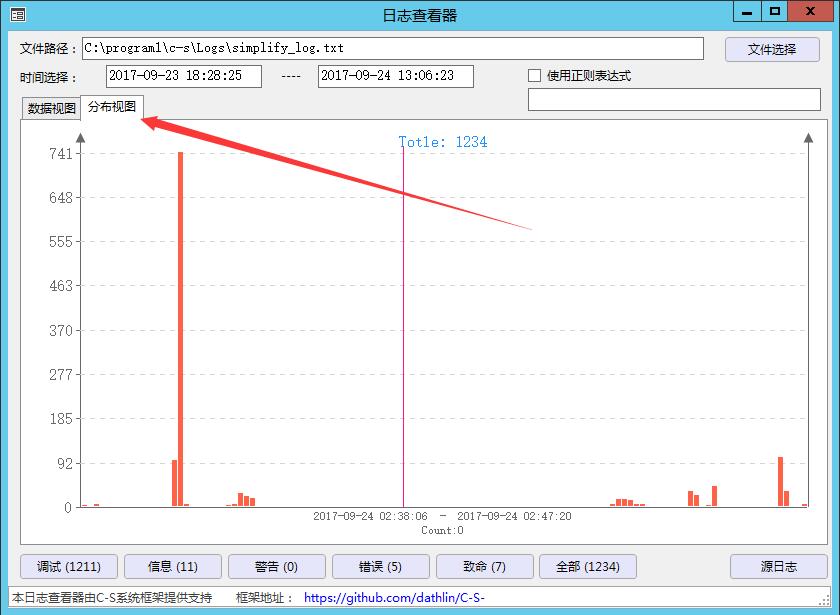 日志查看器
文件路径： C:\program1\c-s\Logs\simplify_log.txt 文件选择
时间选择： 2017-09-23 18:28:25 ---- 2017-09-24 13:06:23 使用正则表达式
数据视图 分布视图
Totle: 1234
741
648
555
463
370
277
185
92
0
2017-09-24 02:38:06 － 2017-09-24 02:47:20
Count:0
调试 (1211) 信息 (11) 警告 (0) 错误 (5) 致命 (7) 全部 (1234) 源日志
本日志查看器由C-S系统框架提供支持 框架地址： https://github.com/dathlin/C-S-